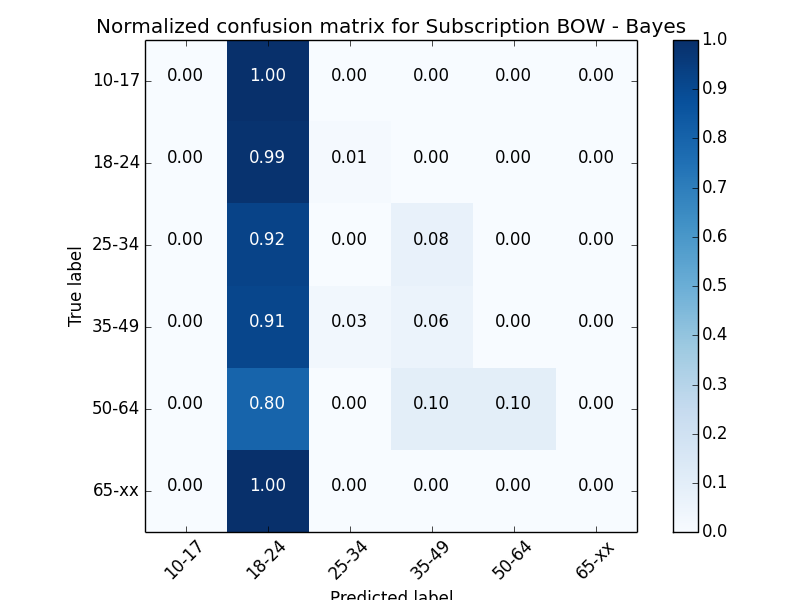 Normalized confusion matrix for Subscription BOW - Bayes
1.0
10-17 0.00 1.00 0.00 0.00 0.00 0.00
0.9
18-24 0.00 0.99 0.01 0.00 0.00 0.00
0.8
0.7
25-34 0.00 0.92 0.00 0.08 0.00 0.00
0.6
True label
0.5
35-49 0.00 0.91 0.03 0.06 0.00 0.00
0.4
0.3
50-64 0.00 0.80 0.00 0.10 0.10 0.00
0.2
65-xx 0.00 1.00 0.00 0.00 0.00 0.00
0.1
0.0
10-17 18-24 25-34 35-49 50-64 65-xx
Predicted label